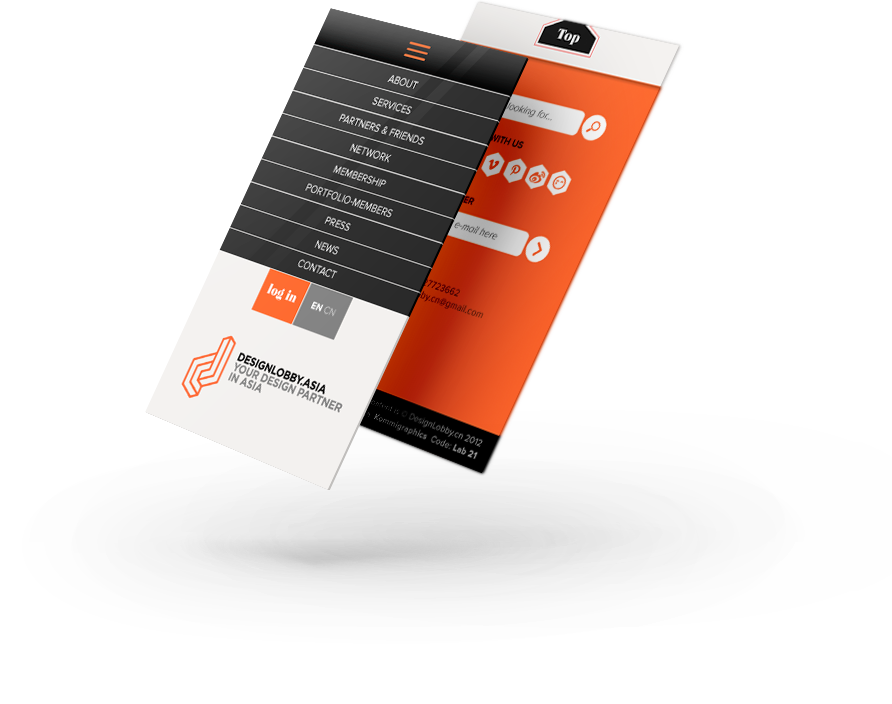 ABOUT
SERVICES
PARTNERS & FRIENDS
NETWORK
MEMBERSHIP
PORTFOLIO-MEMBERS
PRESS
NEWS
CONTACT
log in
EN CN
DESIGNLOBBY.ASIA
YOUR DESIGN PARTNER
IN ASIA
Top
looking for...
WITH US
ER
e-mail here
7723662
by.cn@gmail.com
© DesignLobby.cn 2012
Kommigraphics Code: Lab 21